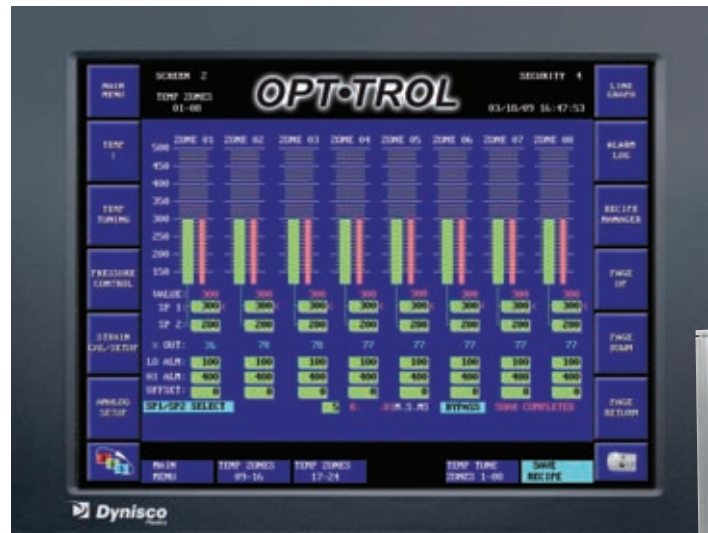 SCREEN 2
SECURITY 4
MAIN MENU
TEMP ZONES 01-08
OPT•TROL
03/18/09 16:47:53
LINE GRAPH
TEMP 1
ZONE 01 ZONE 02 ZONE 03 ZONE 04 ZONE 05 ZONE 06 ZONE 07 ZONE 08
ALARM LOG
500
450
400
350
300
250
200
150
TEMP TUNING
RECIPE MANAGER
PRESSURE CONTROL
PAGE UP
VALUE: 300 300 300 300 300 300 300 300
SP 1: 300 300 300 300 300 300 300 300
SP 2: 200 200 200 200 200 200 200 200
STRAIN CAL/SETUP
PAGE DOWN
% OUT: 76 78 78 77 77 77 77 77
LO ALM: 100 100 100 100 100 100 100 100
HI ALM: 400 400 400 400 400 400 400 400
OFFSET: 0 0 0 0 0 0 0 0
ANALOG SETUP
PAGE RETURN
SP1/SP2 SELECT 5 0. M.S.MS BYPASS SOAK COMPLETED
MAIN MENU
TEMP ZONES 09-16
TEMP ZONES 17-24
TEMP TUNE ZONES 1-08
SAVE RECIPE
Dynisco